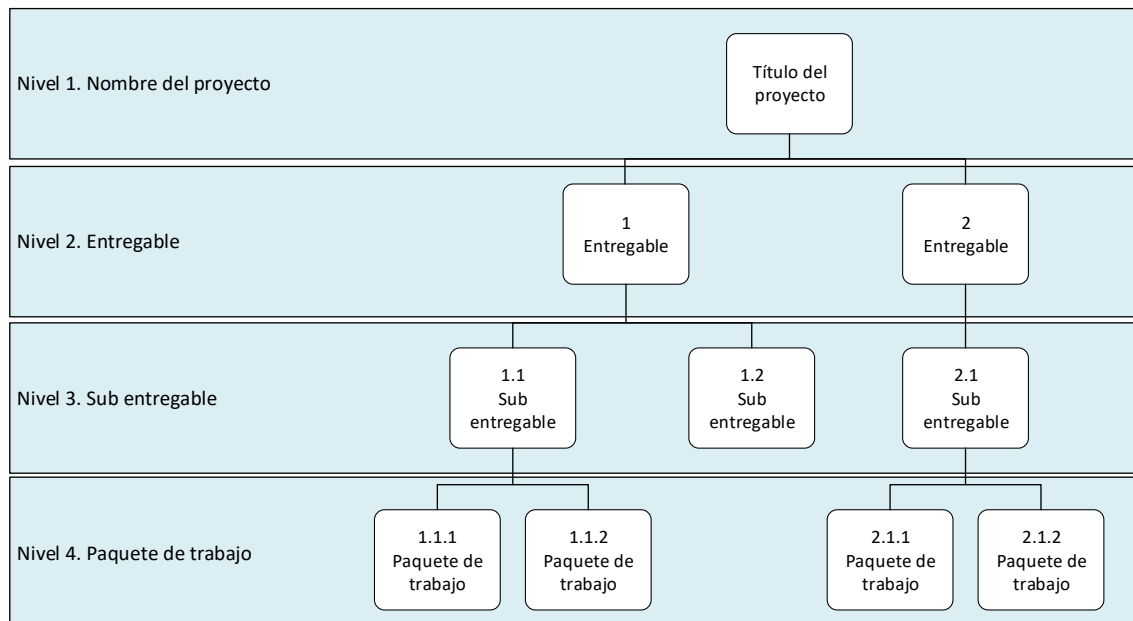 Nivel 1. Nombre del proyecto
Título del
proyecto
Nivel 2. Entregable
1
Entregable
2
Entregable
Nivel 3. Sub entregable
1.1
Sub
entregable
1.2
Sub
entregable
2.1
Sub
entregable
Nivel 4. Paquete de trabajo
1.1.1
Paquete de
trabajo
1.1.2
Paquete de
trabajo
2.1.1
Paquete de
trabajo
2.1.2
Paquete de
trabajo